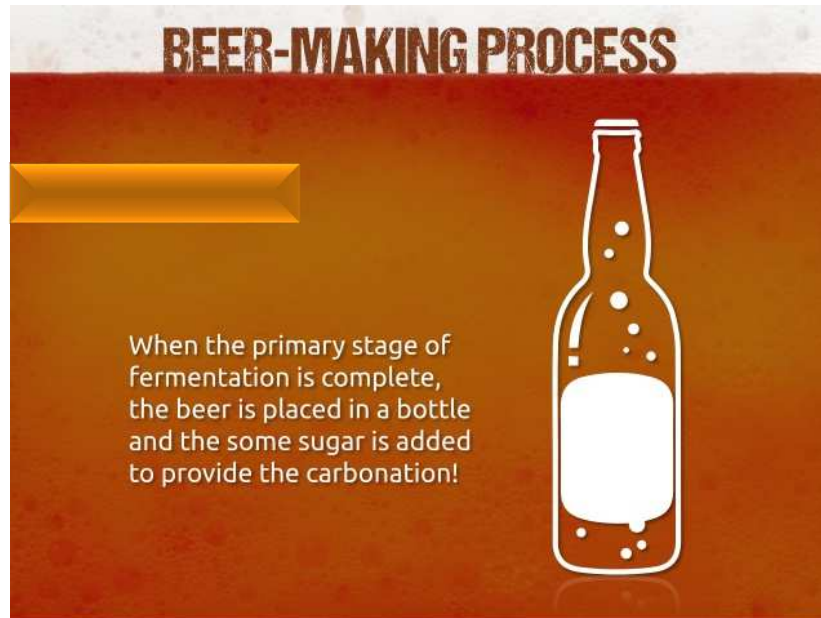 BEER-MAKING PROCESS
When the primary stage of
fermentation is complete,
the beer is placed in a bottle
and the some sugar is added
to provide the carbonation!